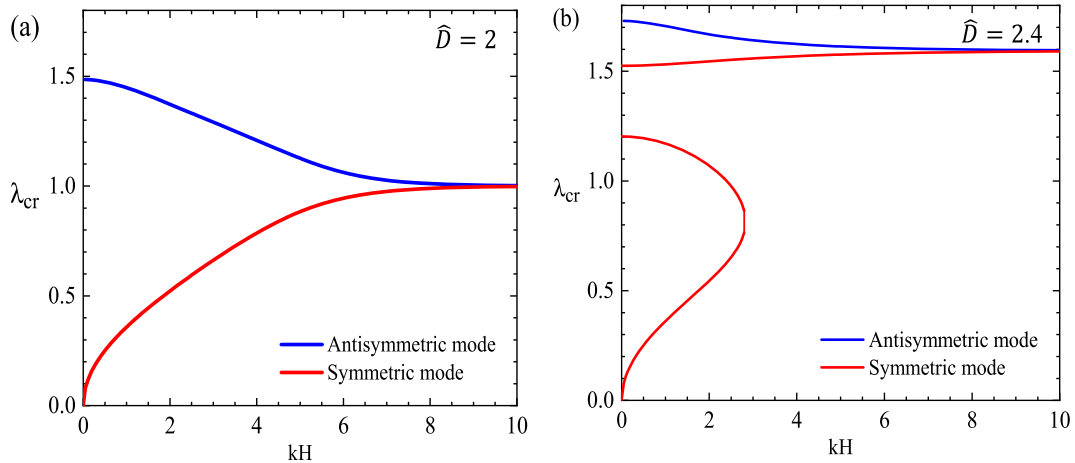 (a)
D̂ = 2
1.5
1.0
λcr
0.5
0.0
0 2 4 6 8 10
kH
Antisymmetric mode
Symmetric mode
(b)
D̂ = 2.4
1.5
1.0
λcr
0.5
0.0
0 2 4 6 8 10
kH
Antisymmetric mode
Symmetric mode